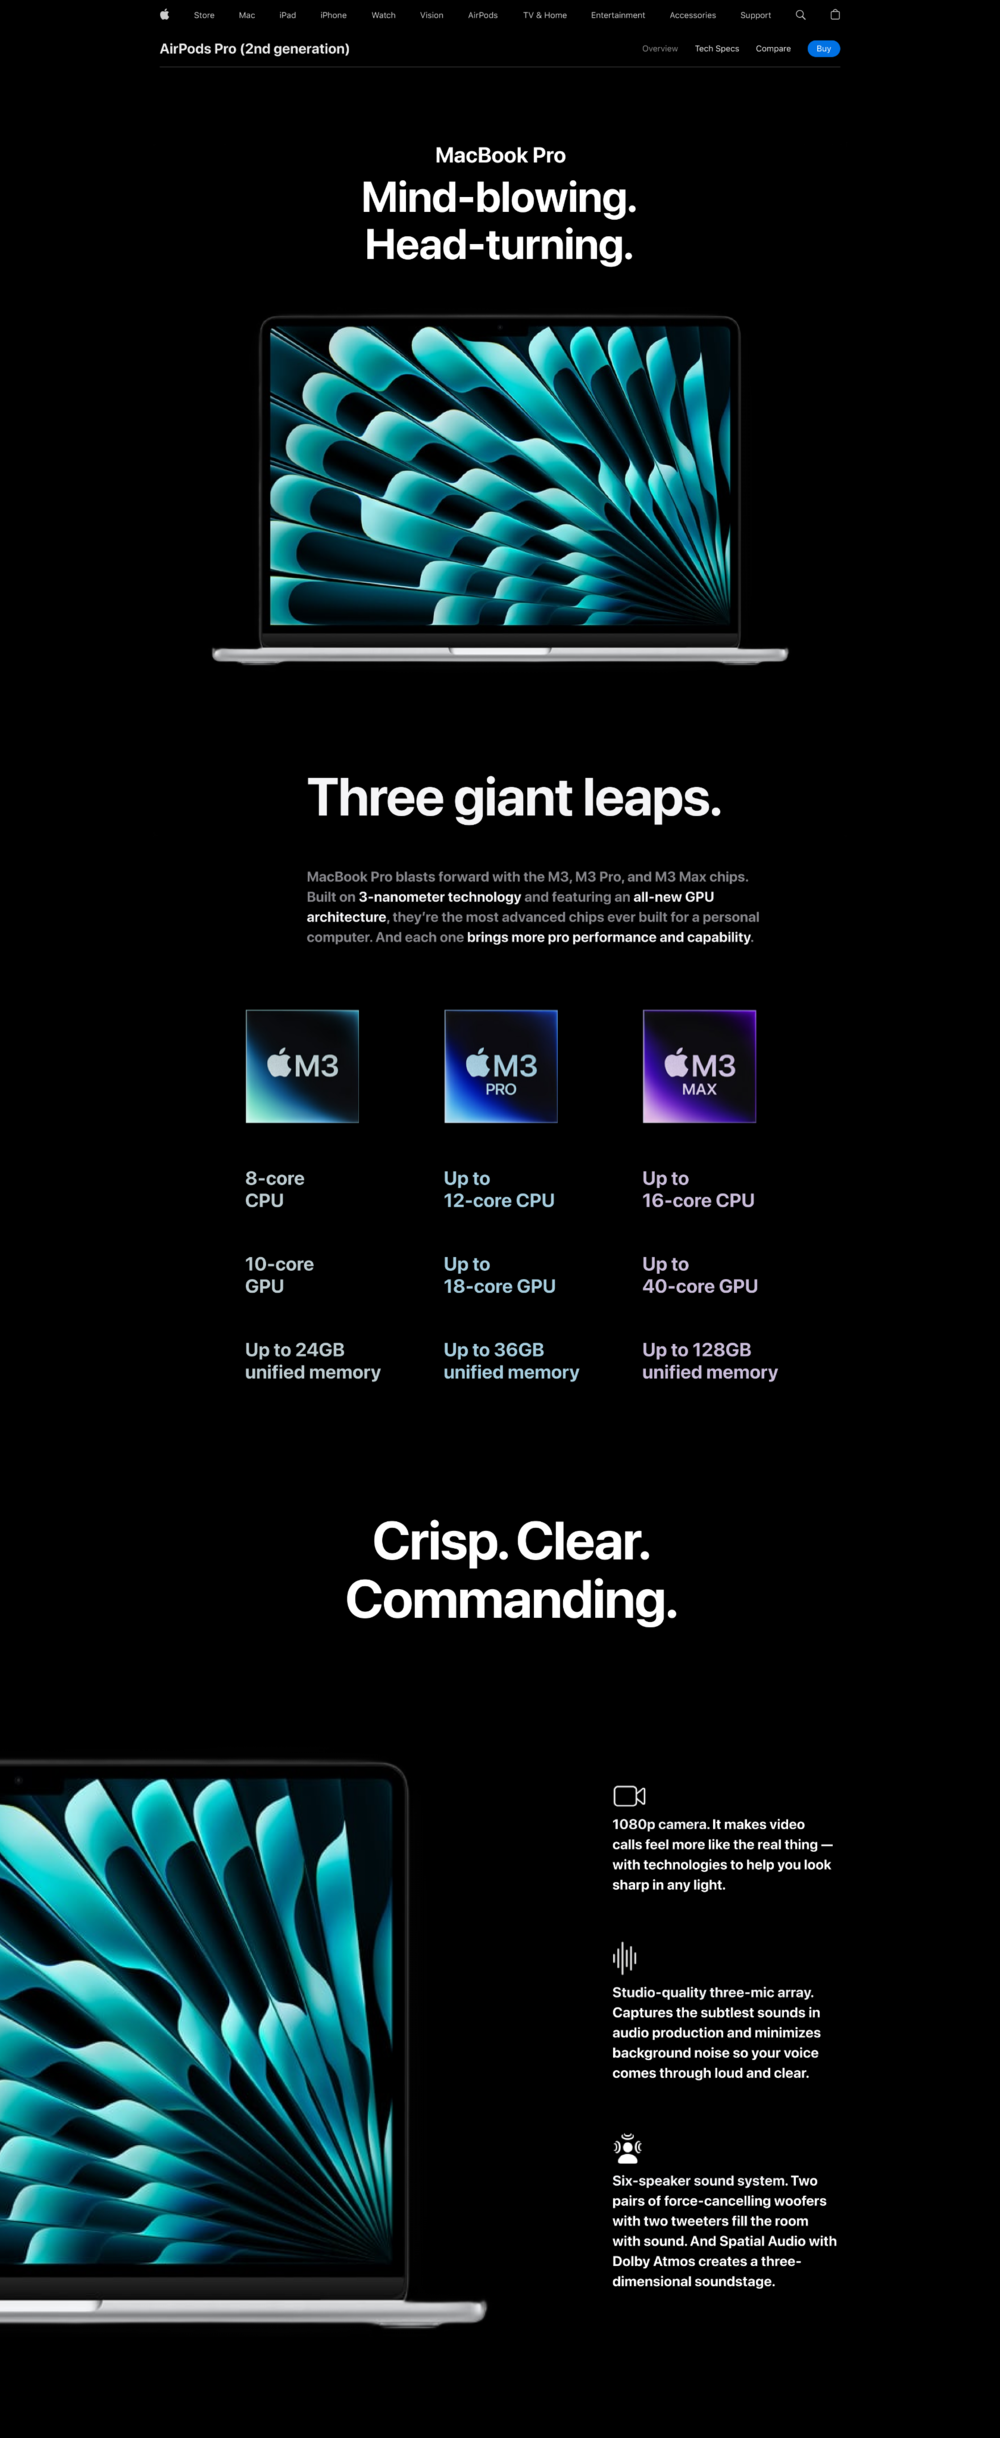 Store Mac iPad iPhone Watch Vision AirPods TV & Home Entertainment Accessories Support
AirPods Pro (2nd generation)
Overview Tech Specs Compare Buy
MacBook Pro
Mind-blowing.
Head-turning.
Three giant leaps.
MacBook Pro blasts forward with the M3, M3 Pro, and M3 Max chips.
Built on 3-nanometer technology and featuring an all-new GPU
architecture, they’re the most advanced chips ever built for a personal
computer. And each one brings more pro performance and capability.
M3
M3
PRO
M3
MAX
8-core
CPU
Up to
12-core CPU
Up to
16-core CPU
10-core
GPU
Up to
18-core GPU
Up to
40-core GPU
Up to 24GB
unified memory
Up to 36GB
unified memory
Up to 128GB
unified memory
Crisp. Clear.
Commanding.
1080p camera. It makes video
calls feel more like the real thing —
with technologies to help you look
sharp in any light.
Studio-quality three-mic array.
Captures the subtlest sounds in
audio production and minimizes
background noise so your voice
comes through loud and clear.
Six-speaker sound system. Two
pairs of force-cancelling woofers
with two tweeters fill the room
with sound. And Spatial Audio with
Dolby Atmos creates a three-
dimensional soundstage.